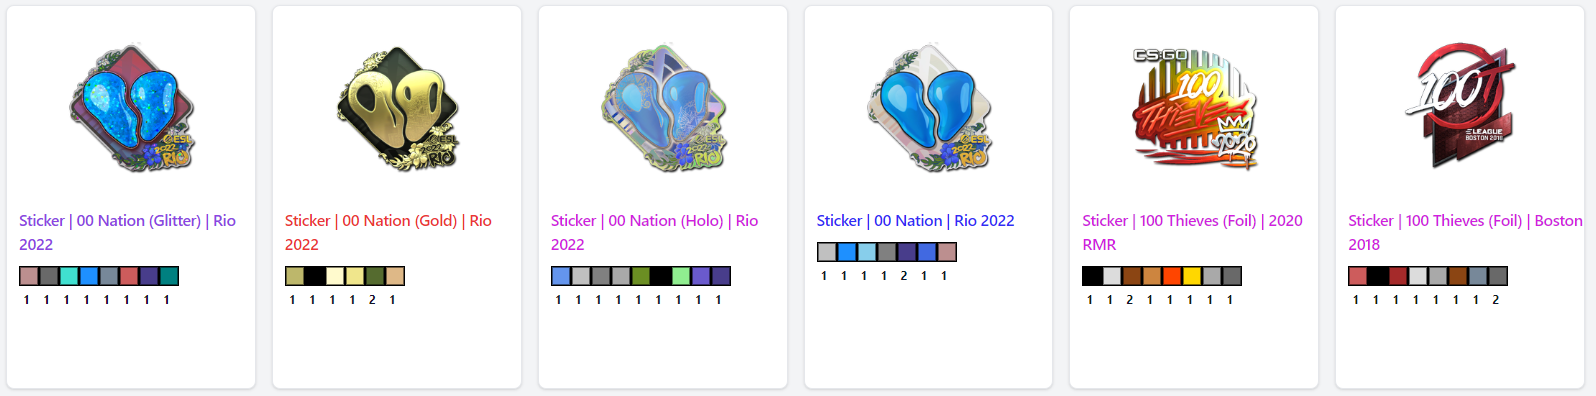 CESL
2022
RIO
Sticker | 00 Nation (Glitter) | Rio
2022
1 1 1 1 1 1 1 1
ESL
2022
RIO
Sticker | 00 Nation (Gold) | Rio
2022
1 1 1 1 2 1
ESL
2022
RIO
Sticker | 00 Nation (Holo) | Rio
2022
1 1 1 1 1 1 1 1 1
ESL
2022
RIO
Sticker | 00 Nation | Rio 2022
1 1 1 1 2 1 1
CS:GO
100
THIEVES
2020
Sticker | 100 Thieves (Foil) | 2020
RMR
1 1 2 1 1 1 1 1
100T
ELEAGUE
BOSTON 2018
Sticker | 100 Thieves (Foil) | Boston
2018
1 1 1 1 1 1 1 2